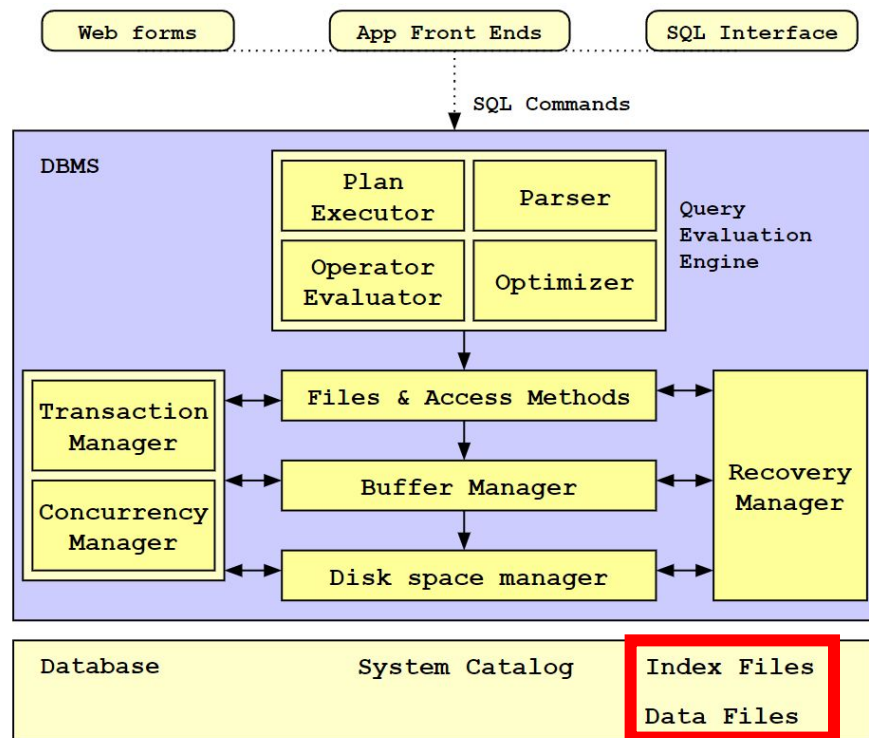 Web forms
App Front Ends
SQL Interface
SQL Commands
DBMS
Plan
Executor
Parser
Operator
Evaluator
Optimizer
Query
Evaluation
Engine
Transaction
Manager
Concurrency
Manager
Files & Access Methods
Buffer Manager
Disk space manager
Recovery
Manager
Database
System Catalog
Index Files
Data Files